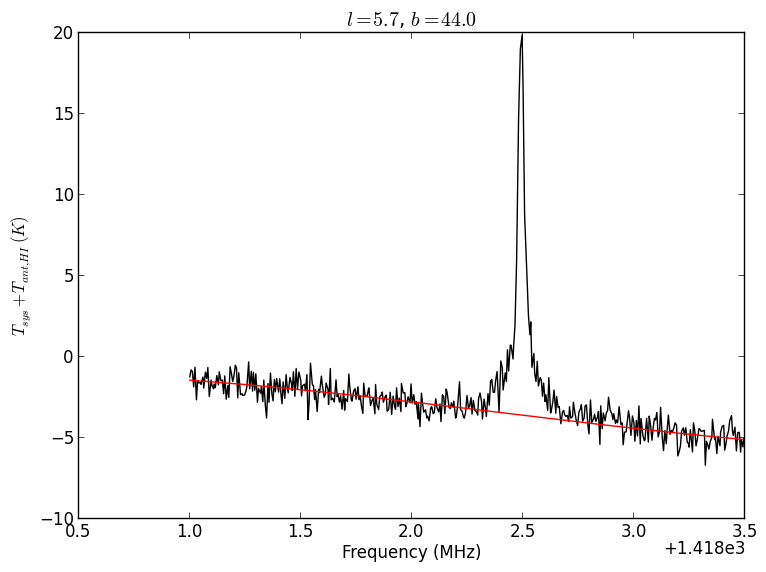 l = 5.7, b = 44.0
20
15
10
5
0
−5
−10
T_sys + T_ant,HI (K)
0.5 1.0 1.5 2.0 2.5 3.0 3.5
Frequency (MHz)
+1.418e3